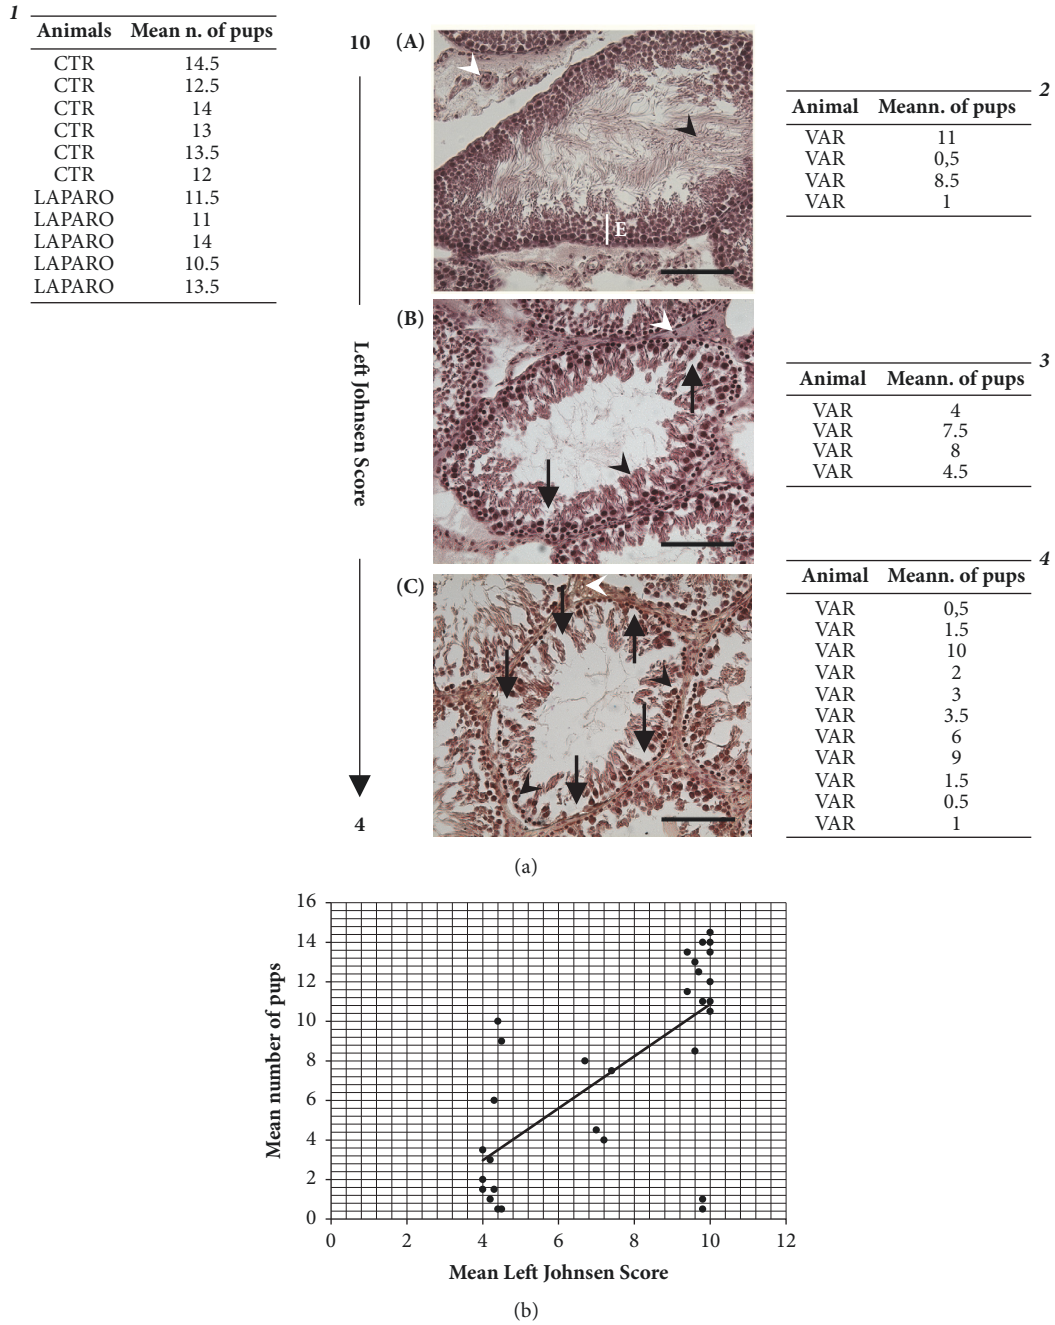 1
Animals Mean n. of pups
CTR 14.5
CTR 12.5
CTR 14
CTR 13
CTR 13.5
CTR 12
LAPARO 11.5
LAPARO 11
LAPARO 14
LAPARO 10.5
LAPARO 13.5
10
Left Johnsen Score
4
(A)
E
(B)
(C)
2
Animal Meann. of pups
VAR 11
VAR 0,5
VAR 8.5
VAR 1
3
Animal Meann. of pups
VAR 4
VAR 7.5
VAR 8
VAR 4.5
4
Animal Meann. of pups
VAR 0,5
VAR 1.5
VAR 10
VAR 2
VAR 3
VAR 3.5
VAR 6
VAR 9
VAR 1.5
VAR 0.5
VAR 1
(a)
16
14
12
10
8
6
4
2
0
Mean number of pups
0 2 4 6 8 10 12
Mean Left Johnsen Score
(b)